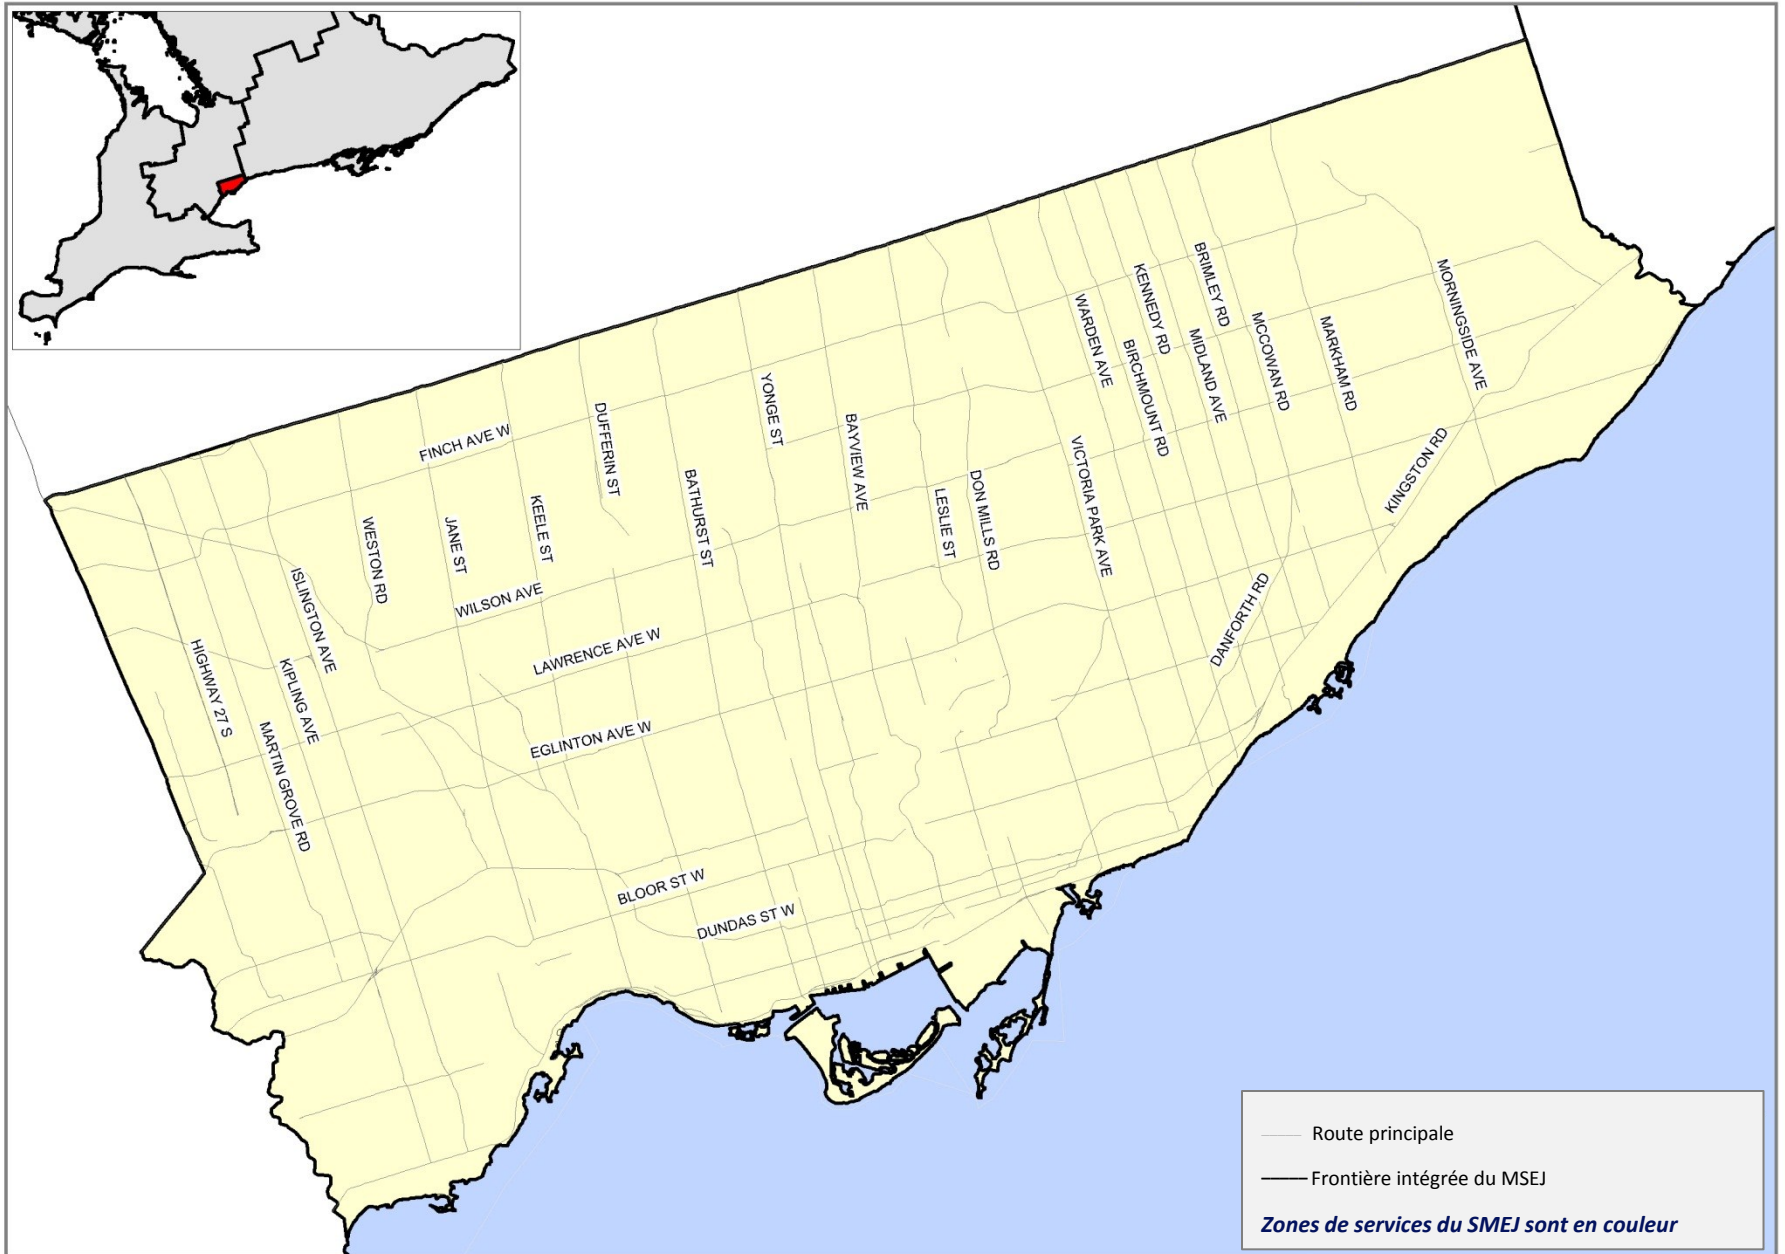 BRIMLEY RD
KENNEDY RD
MORNINGSIDE AVE
WARDEN AVE
MCCOWAN RD
MARKHAM RD
MIDLAND AVE
BIRCHMOUNT RD
YONGE ST
DUFFERIN ST
FINCH AVE W
BAYVIEW AVE
KINGSTON RD
VICTORIA PARK AVE
BATHURST ST
DON MILLS RD
LESLIE ST
KEELE ST
JANE ST
WESTON RD
ISLINGTON AVE
WILSON AVE
DANFORTH RD
LAWRENCE AVE W
HIGHWAY 27 S
KIPLING AVE
MARTIN GROVE RD
EGLINTON AVE W
BLOOR ST W
DUNDAS ST W
Route principale
Frontière intégrée du MSEJ
Zones de services du SMEJ sont en couleur